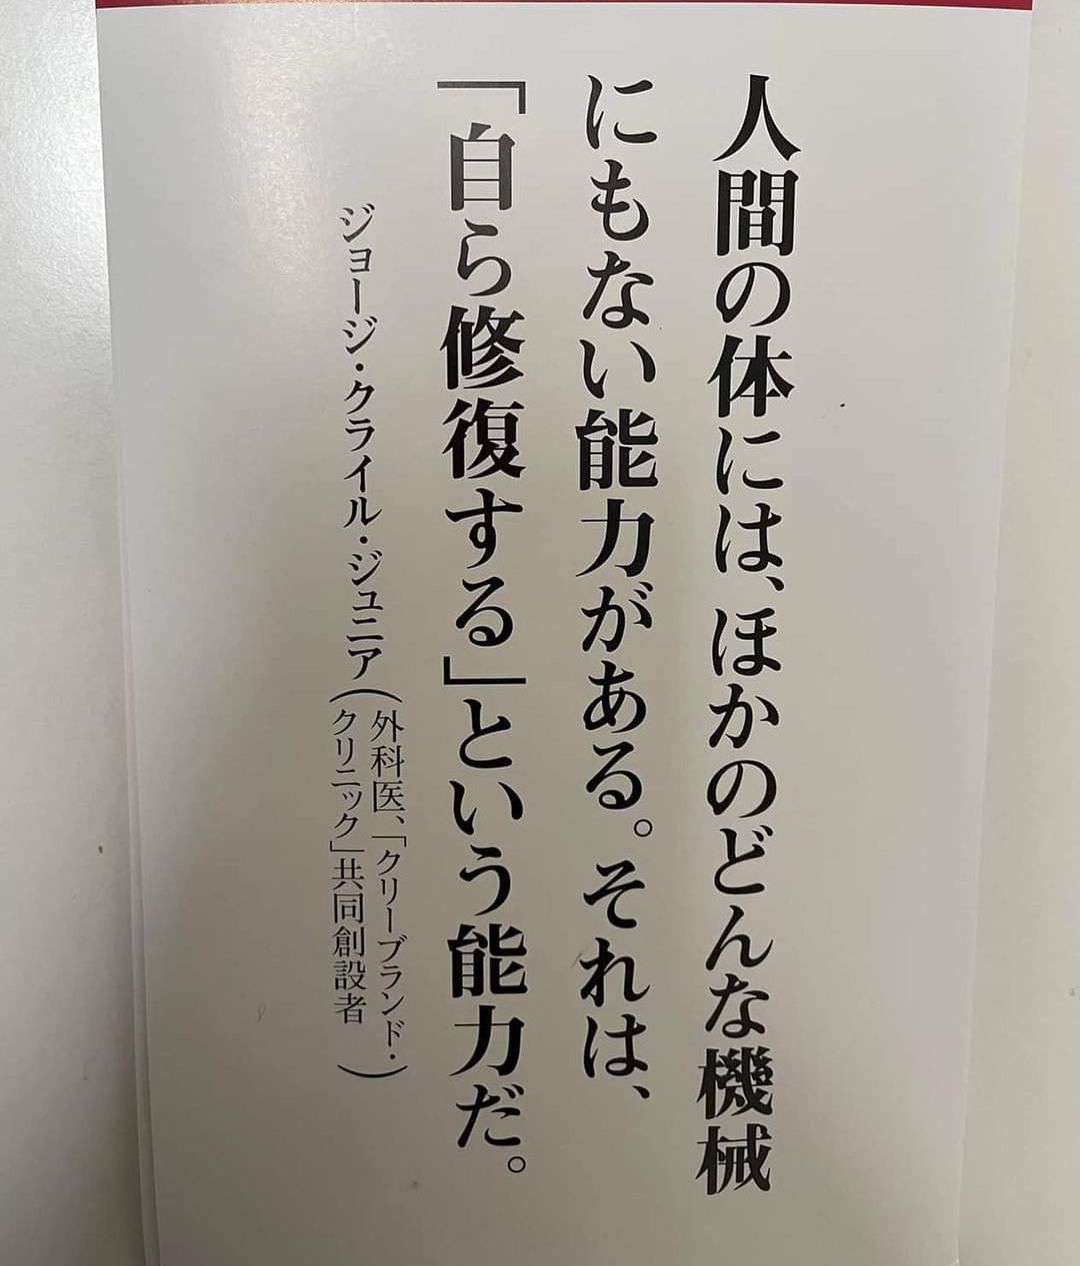 人間の体には、ほかのどんな機械
にもない能力がある。それは、
「自ら修復する」という能力だ。
ジョージ・クライル・ジュニア(外科医、「クリーブランド・
クリニック」共同創設者)